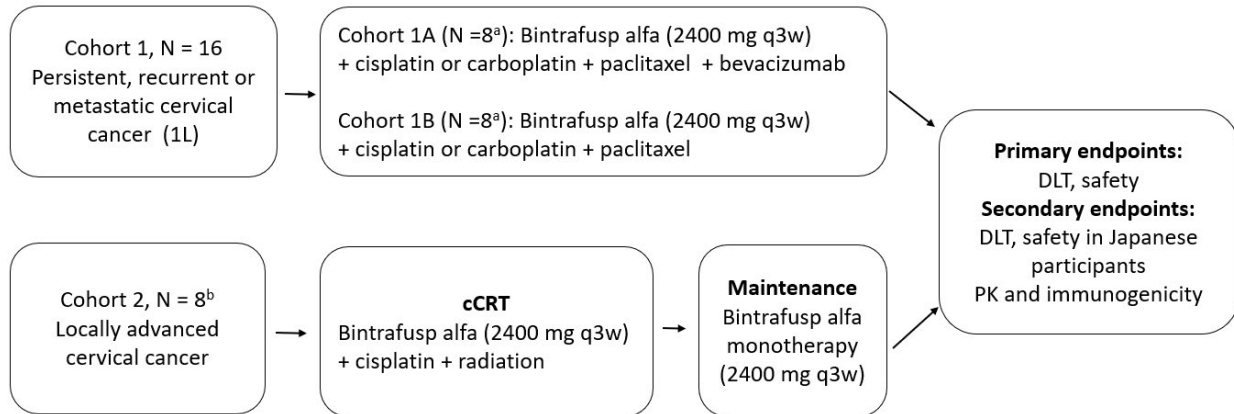 Cohort 1, N = 16
Persistent, recurrent or
metastatic cervical
cancer  (1L)
Cohort 1A (N =8ᵃ): Bintrafusp alfa (2400 mg q3w)
+ cisplatin or carboplatin + paclitaxel  + bevacizumab
Cohort 1B (N =8ᵃ): Bintrafusp alfa (2400 mg q3w)
+ cisplatin or carboplatin + paclitaxel
Cohort 2, N = 8ᵇ
Locally advanced
cervical cancer
cCRT
Bintrafusp alfa (2400 mg q3w)
+ cisplatin + radiation
Maintenance
Bintrafusp alfa
monotherapy
(2400 mg q3w)
Primary endpoints:
DLT, safety
Secondary endpoints:
DLT, safety in Japanese
participants
PK and immunogenicity